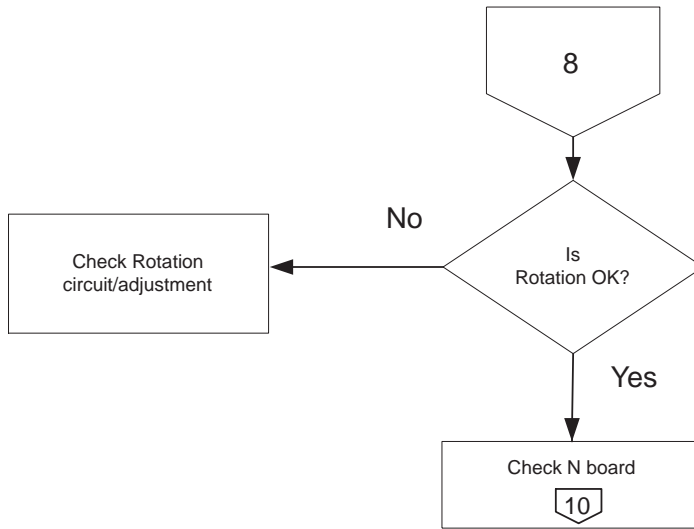 8
No
Check Rotation
circuit/adjustment
Is
Rotation OK?
Yes
Check N board
10